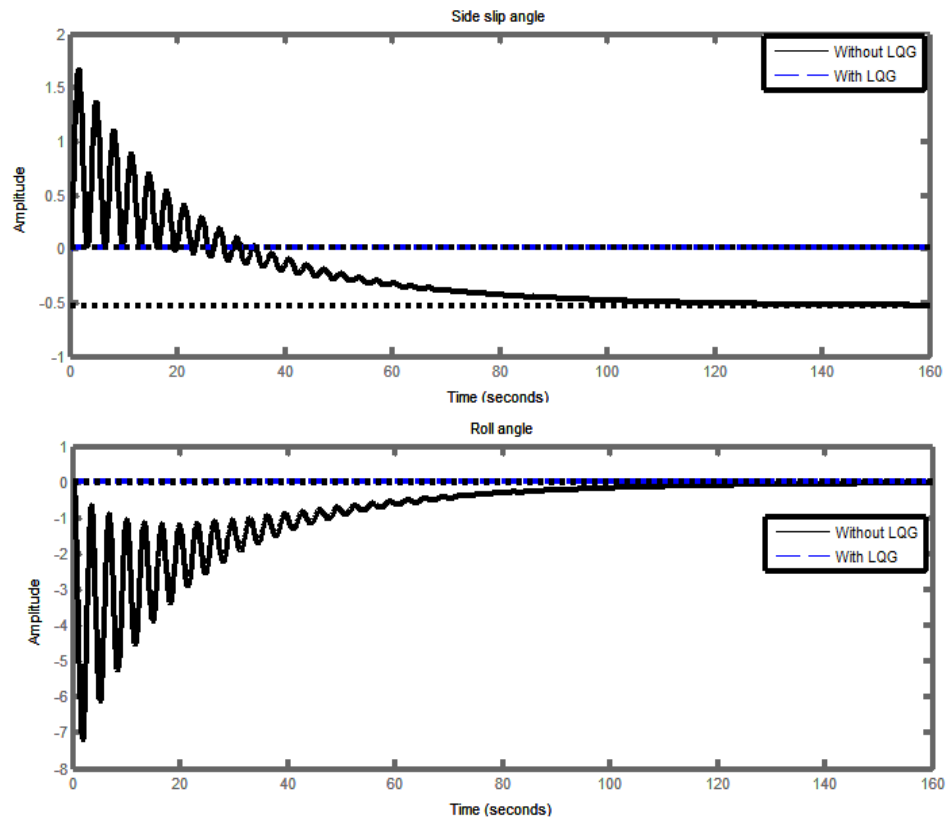 Side slip angle
2
1.5
1
0.5
0
-0.5
-1
Amplitude
Without LQG
With LQG
0 20 40 60 80 100 120 140 160
Time (seconds)
Roll angle
1
0
-1
-2
-3
-4
-5
-6
-7
-8
Amplitude
Without LQG
With LQG
0 20 40 60 80 100 120 140 160
Time (seconds)